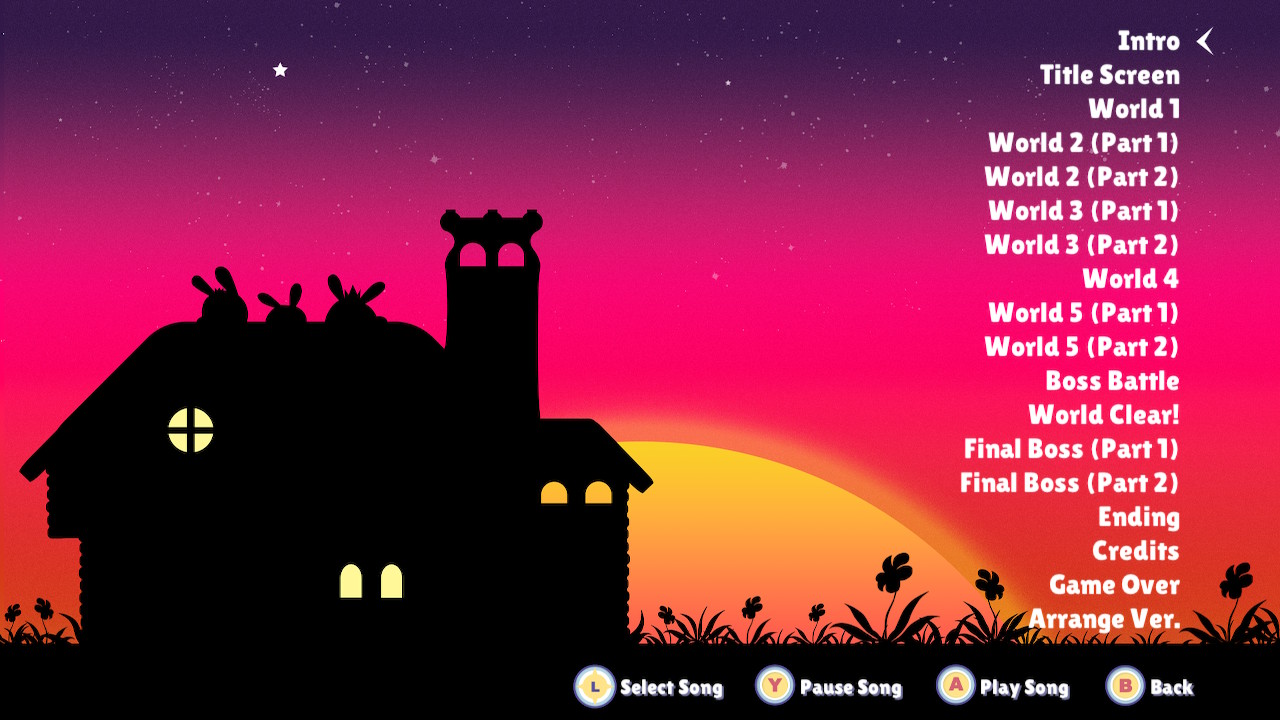 Intro
Title Screen
World 1
World 2 (Part 1)
World 2 (Part 2)
World 3 (Part 1)
World 3 (Part 2)
World 4
World 5 (Part 1)
World 5 (Part 2)
Boss Battle
World Clear!
Final Boss (Part 1)
Final Boss (Part 2)
Ending
Credits
Game Over
Arrange Ver.
L Select Song Y Pause Song A Play Song B Back